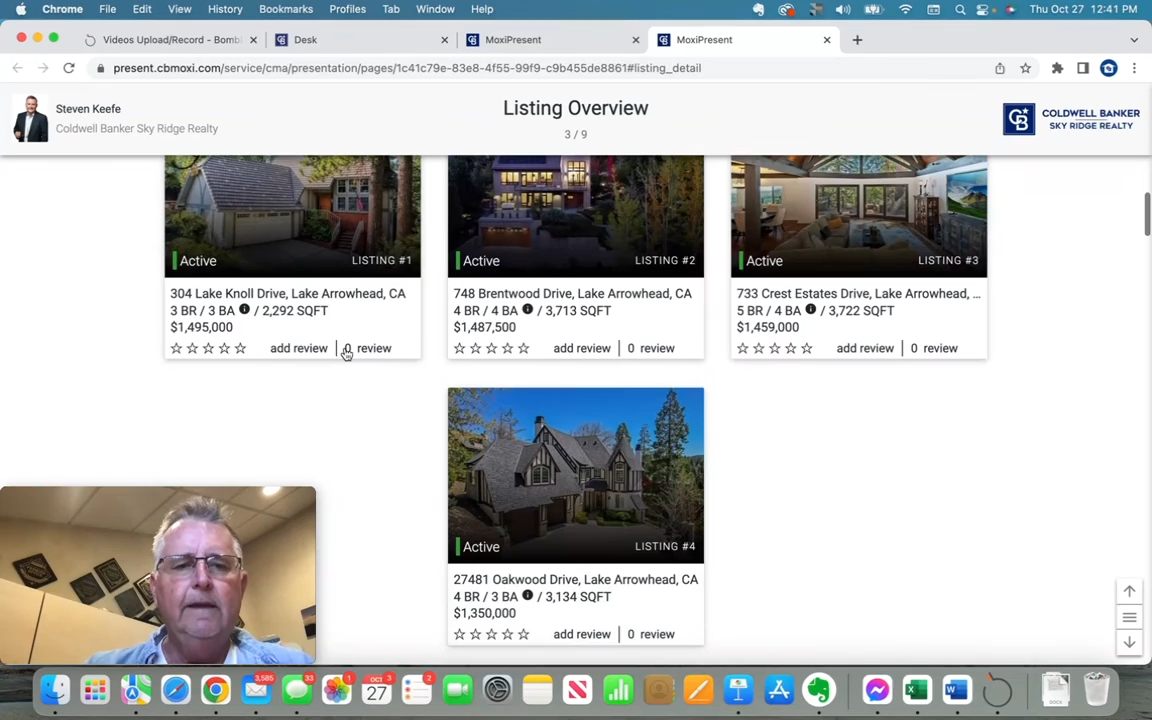 Chrome File Edit View History Bookmarks Profiles Tab Window Help Thu Oct 27 12:41 PM
Videos Upload/Record - Bomb
Desk
MoxiPresent
MoxiPresent
present.cbmoxi.com/service/cma/presentation/pages/1c41c79e-83e8-4f55-99f9-c9b455de8861#listing_detail
Steven Keefe
Coldwell Banker Sky Ridge Realty
Listing Overview
3 / 9
COLDWELL BANKER
SKY RIDGE REALTY
Active LISTING #1
304 Lake Knoll Drive, Lake Arrowhead, CA
3 BR / 3 BA / 2,292 SQFT
$1,495,000
add review | 0 review
Active LISTING #2
748 Brentwood Drive, Lake Arrowhead, CA
4 BR / 4 BA / 3,713 SQFT
$1,487,500
add review | 0 review
Active LISTING #3
733 Crest Estates Drive, Lake Arrowhead, ...
5 BR / 4 BA / 3,722 SQFT
$1,459,000
add review | 0 review
Active LISTING #4
27481 Oakwood Drive, Lake Arrowhead, CA
4 BR / 3 BA / 3,134 SQFT
$1,350,000
add review | 0 review
3,585
33
1
OCT 3
27
2